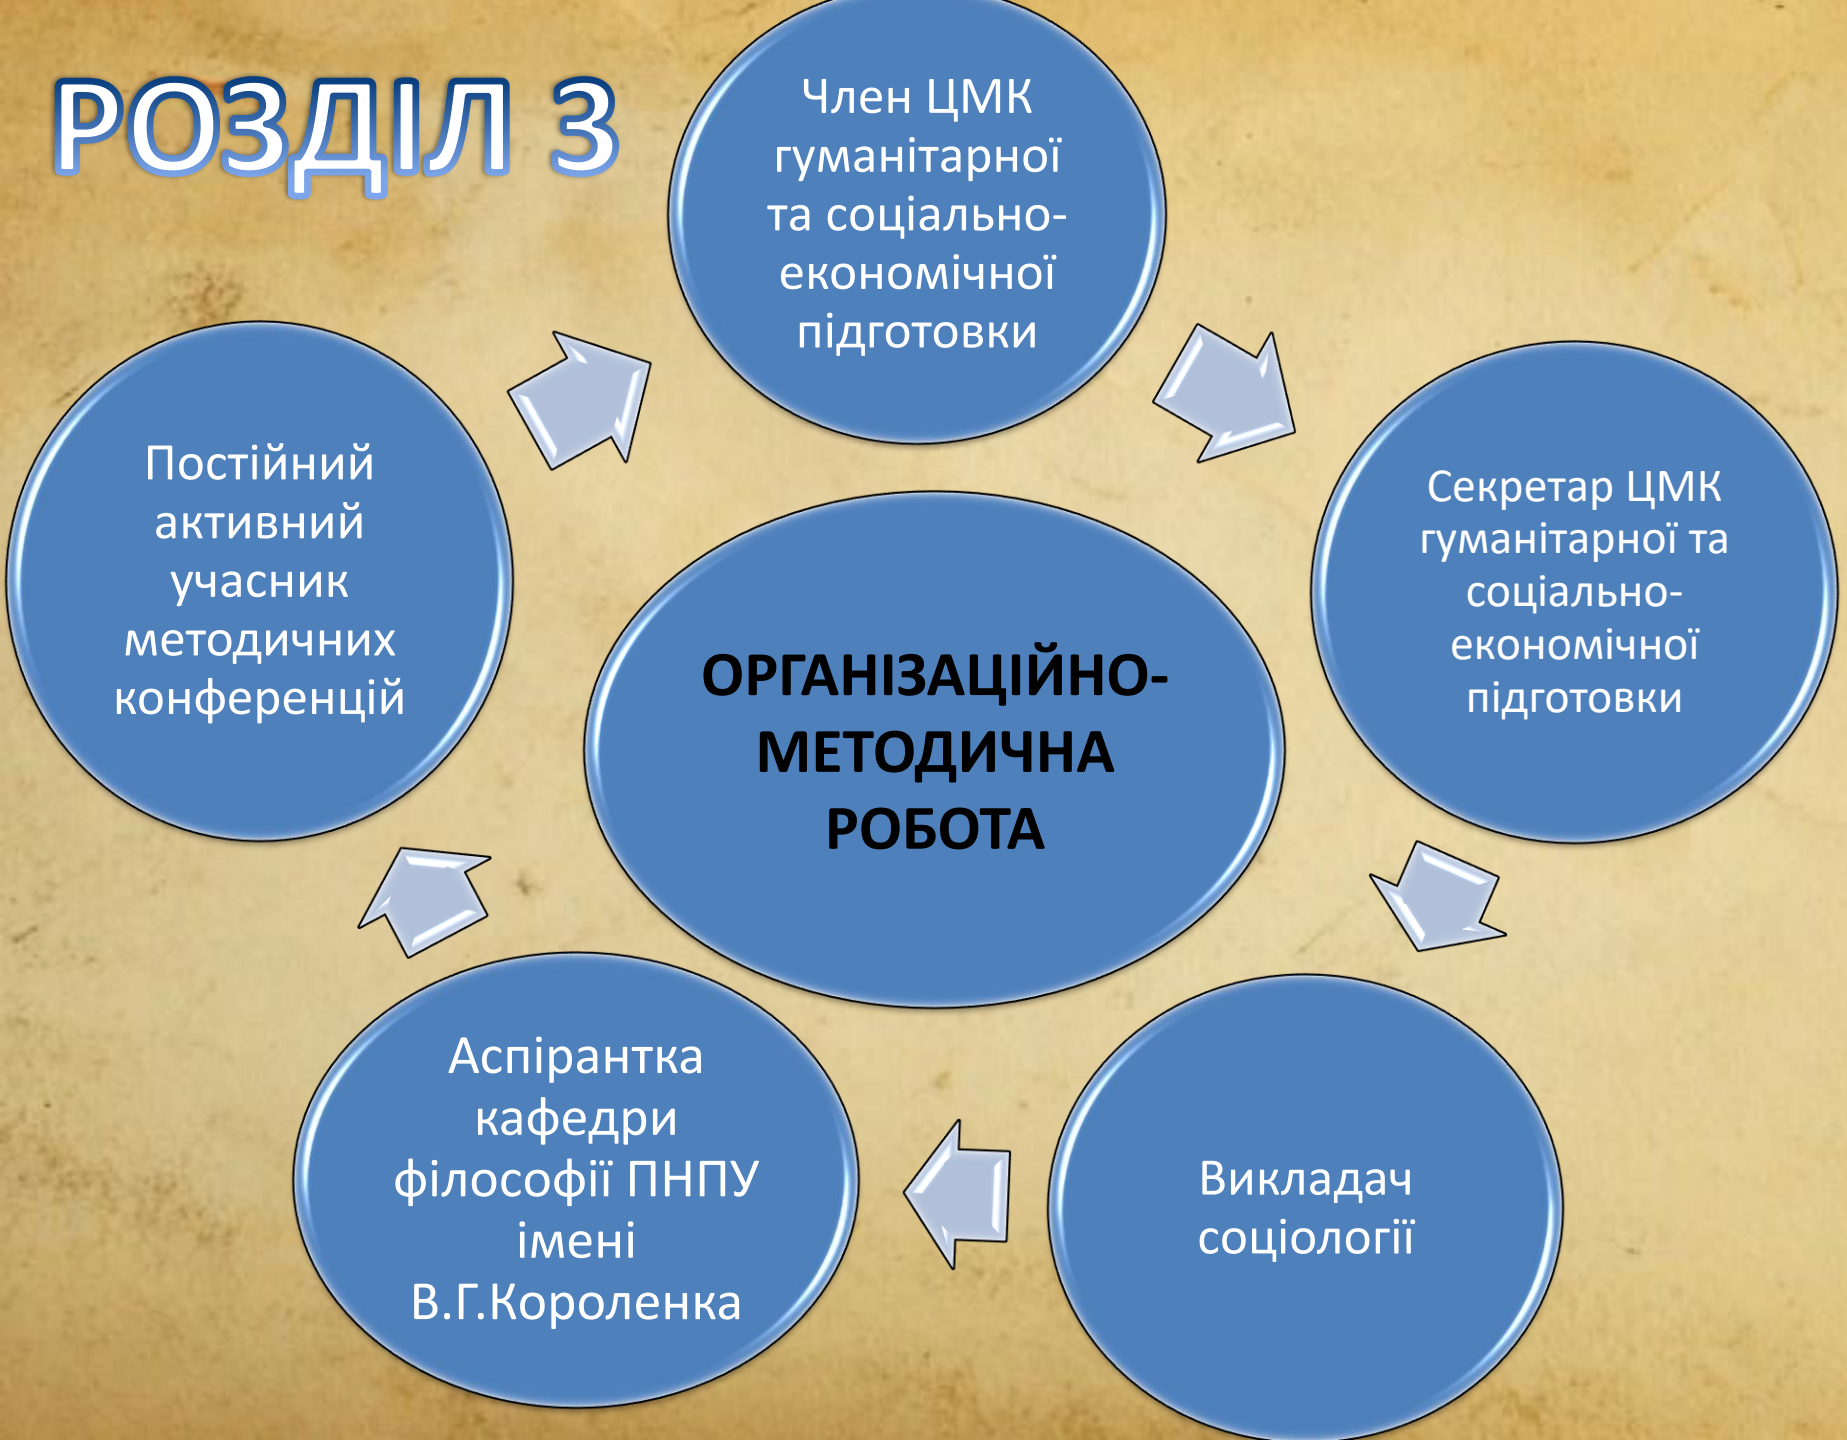 РОЗДІЛ 3
Член ЦМК
гуманітарної
та соціально-
економічної
підготовки
Секретар ЦМК
гуманітарної та
соціально-
економічної
підготовки
Викладач
соціології
Аспірантка
кафедри
філософії ПНПУ
імені
В.Г.Короленка
Постійний
активний
учасник
методичних
конференцій
ОРГАНІЗАЦІЙНО-
МЕТОДИЧНА
РОБОТА